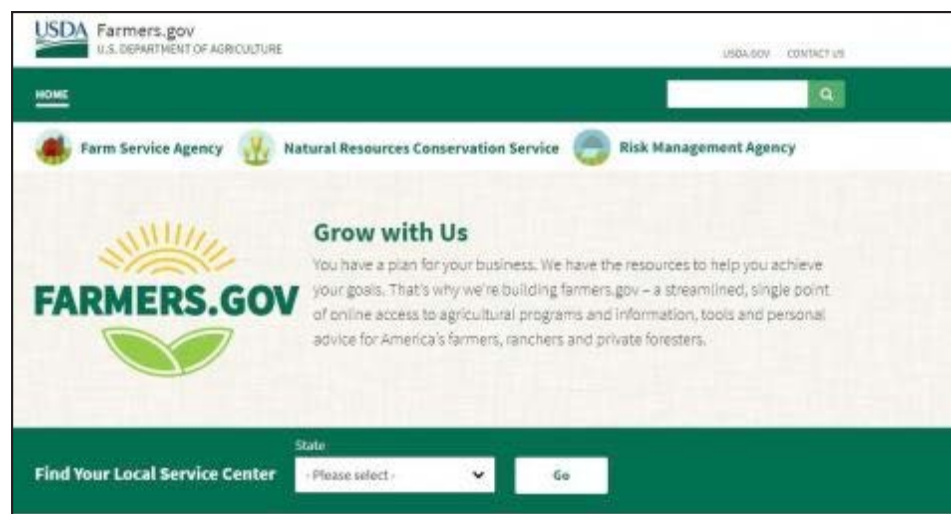 USDA Farmers.gov
U.S. DEPARTMENT OF AGRICULTURE
USDA.GOV CONTACT US
HOME
Farm Service Agency Natural Resources Conservation Service Risk Management Agency
Grow with Us
You have a plan for your business. We have the resources to help you achieve
your goals. That's why we're building farmers.gov – a streamlined, single point
of online access to agricultural programs and information, tools and personal
advice for America's farmers, ranchers and private foresters.
FARMERS.GOV
State
Find Your Local Service Center - Please select - Go